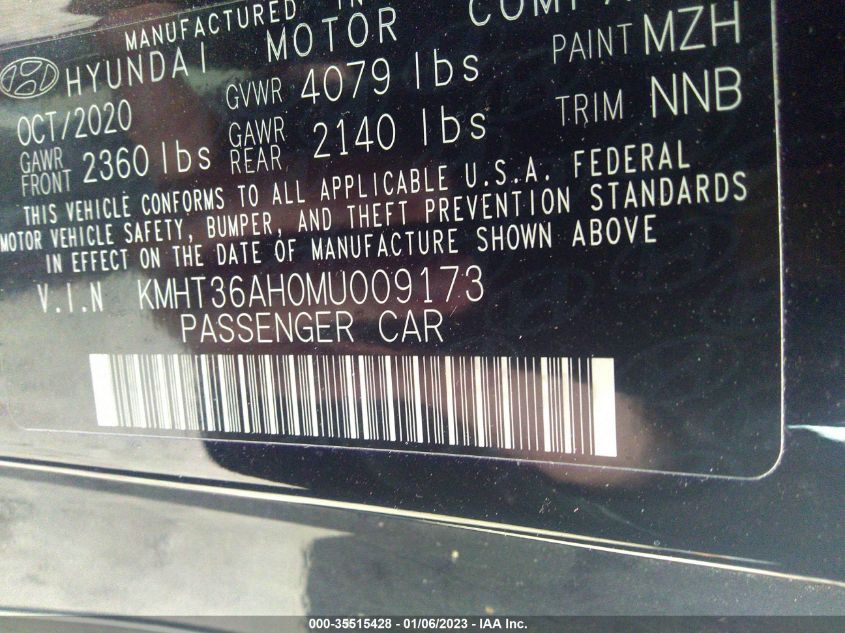 MANUFACTURED IN
HYUNDAI MOTOR COMPA
OCT/2020 GVWR 4079 lbs PAINT MZH
GAWR FRONT 2360 lbs GAWR REAR 2140 lbs TRIM NNB
THIS VEHICLE CONFORMS TO ALL APPLICABLE U.S.A. FEDERAL
MOTOR VEHICLE SAFETY, BUMPER, AND THEFT PREVENTION STANDARDS
IN EFFECT ON THE DATE OF MANUFACTURE SHOWN ABOVE
V.I.N KMHT36AH0MU009173
PASSENGER CAR
000-35515428 - 01/06/2023 - IAA Inc.